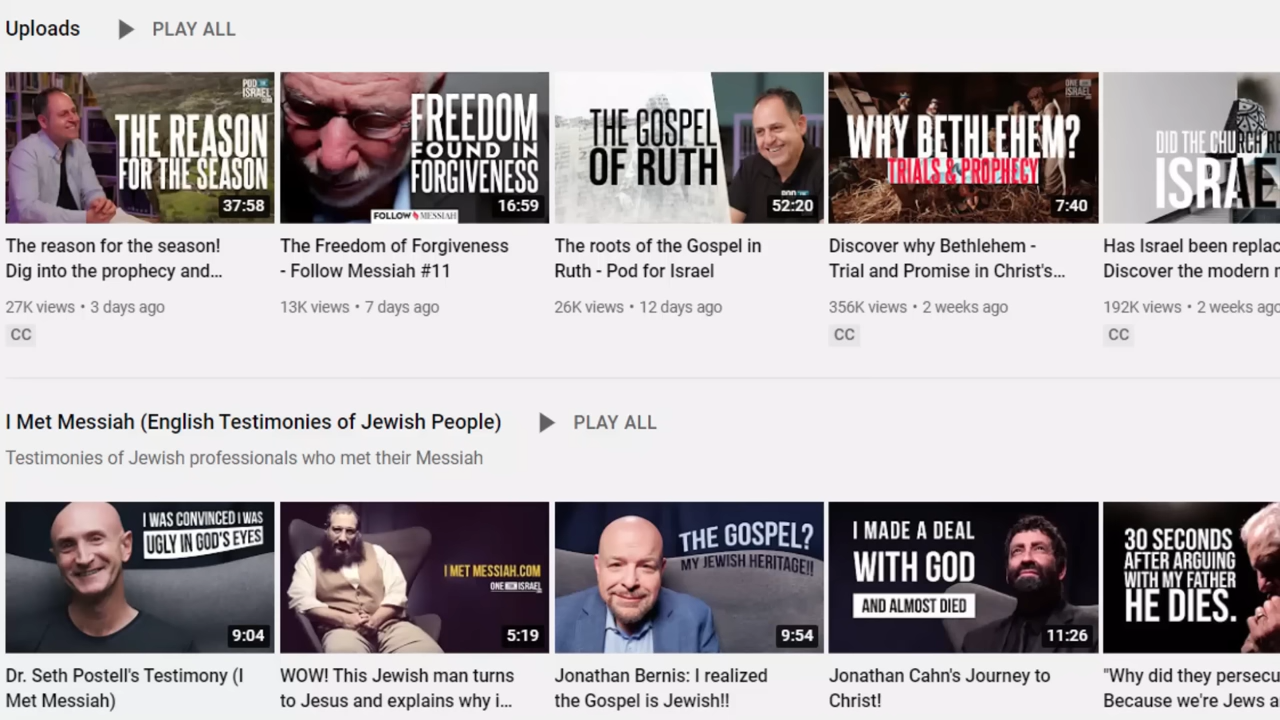 Uploads
PLAY ALL
POD
ISRAEL
THE REASON
FOR THE SEASON
37:58
FREEDOM
FOUND IN
FORGIVENESS
FOLLOW MESSIAH
16:59
THE GOSPEL
OF RUTH
52:20
ONE FOR
ISRAEL
WHY BETHLEHEM?
TRIALS & PROPHECY
7:40
DID THE CHURCH RE
ISRAE
The reason for the season!
Dig into the prophecy and...
27K views • 3 days ago
CC
The Freedom of Forgiveness
- Follow Messiah #11
13K views • 7 days ago
The roots of the Gospel in
Ruth - Pod for Israel
26K views • 12 days ago
Discover why Bethlehem -
Trial and Promise in Christ's...
356K views • 2 weeks ago
CC
Has Israel been replac
Discover the modern
192K views • 2 weeks ago
CC
I Met Messiah (English Testimonies of Jewish People)
PLAY ALL
Testimonies of Jewish professionals who met their Messiah
I WAS CONVINCED I WAS
UGLY IN GOD'S EYES
9:04
I MET MESSIAH.COM
ONE FOR ISRAEL
5:19
THE GOSPEL?
MY JEWISH HERITAGE!!
9:54
I MADE A DEAL
WITH GOD
AND ALMOST DIED
11:26
30 SECONDS
AFTER ARGUING
WITH MY FATHER
HE DIES.
Dr. Seth Postell's Testimony (I
Met Messiah)
WOW! This Jewish man turns
to Jesus and explains why i...
Jonathan Bernis: I realized
the Gospel is Jewish!!
Jonathan Cahn's Journey to
Christ!
"Why did they persecu
Because we're Jews a